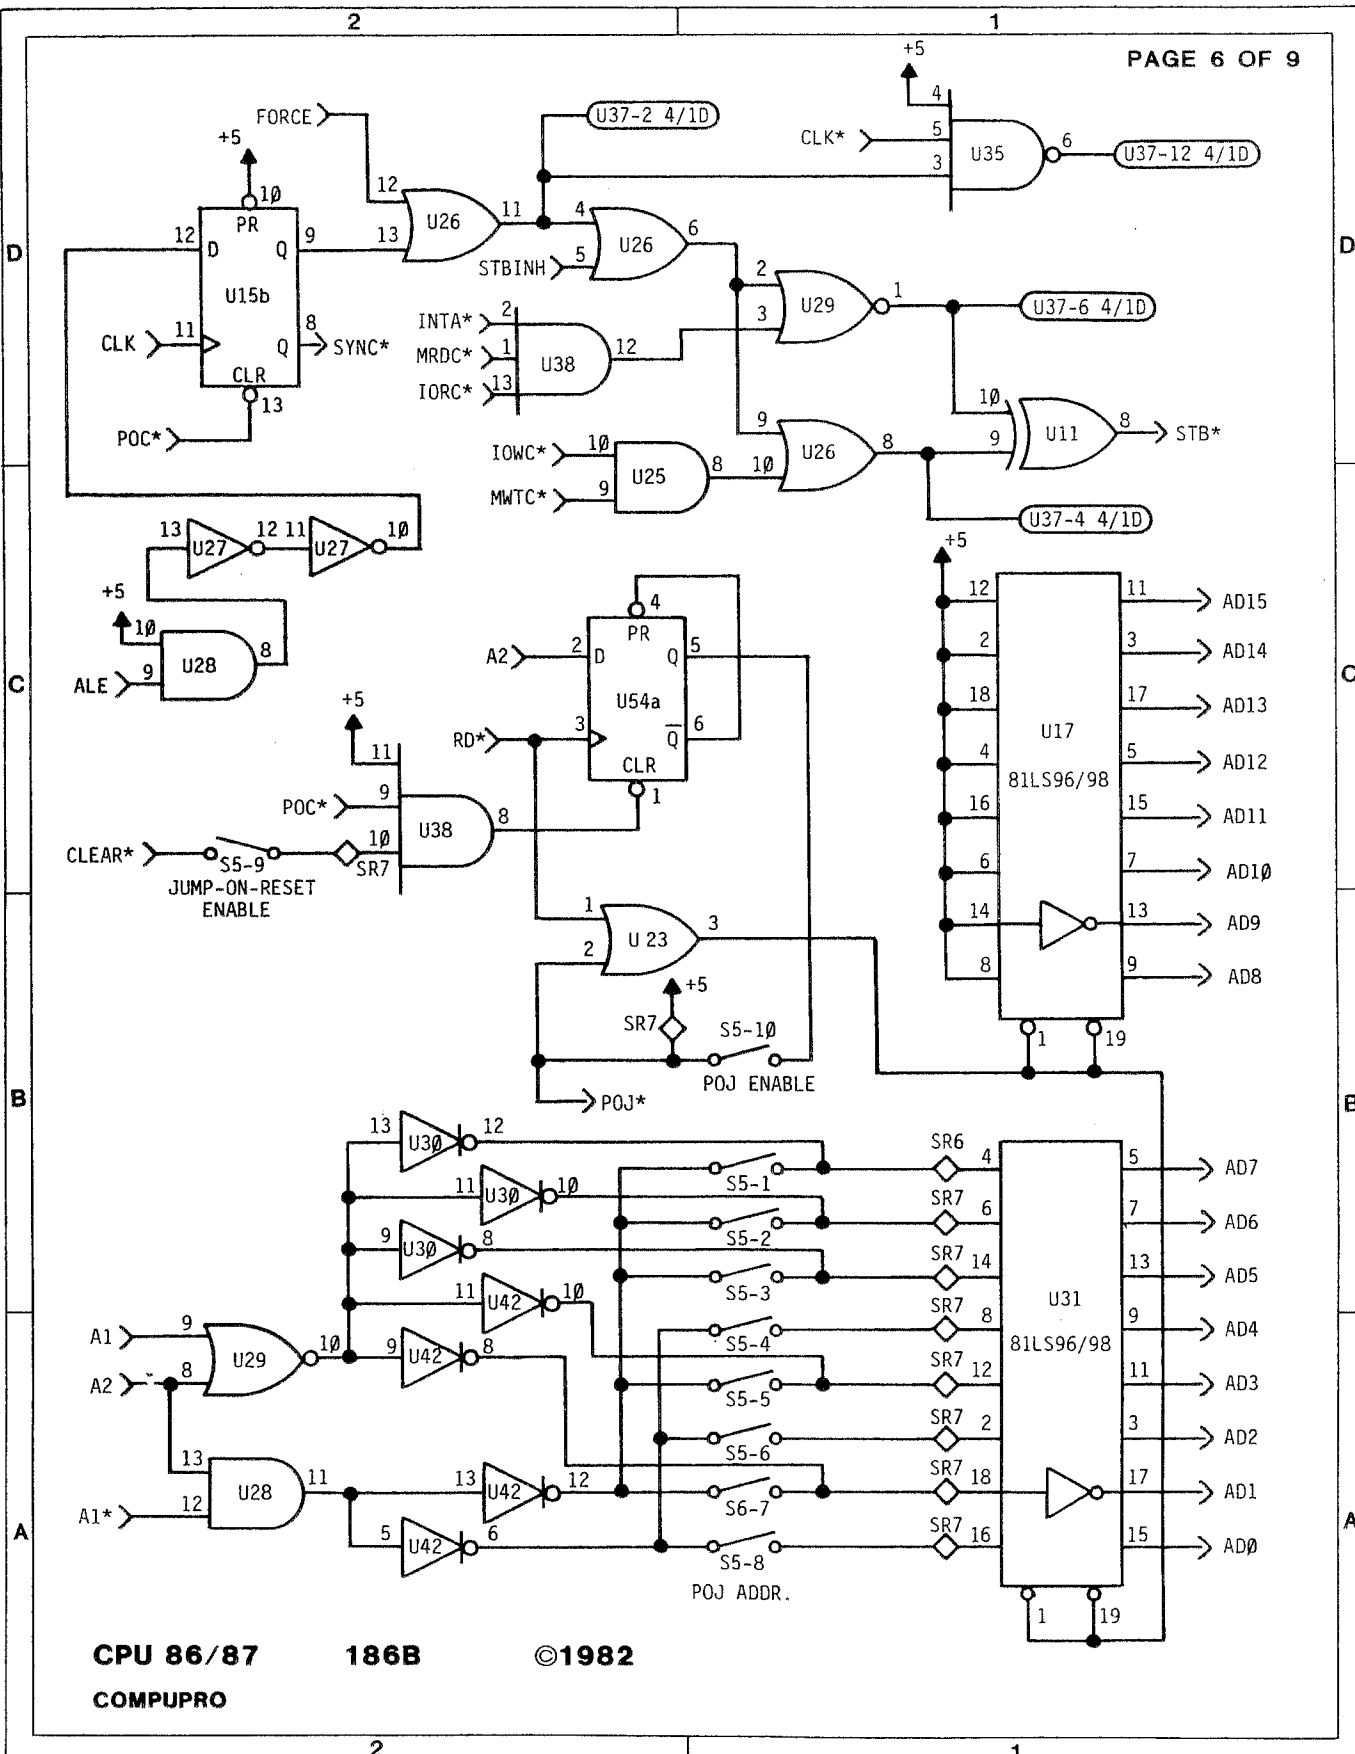 2 1
PAGE 6 OF 9
+5
4
FORCE
U37-2 4/1D
CLK*
5
3
U35
6
U37-12 4/1D
+5
10
12
U26
11
4
6
12
D
PR
Q
9
13
U26
STBINH
5
D
D
U15b
2
1
U29
U37-6 4/1D
3
INTA*
2
CLK
11
Q
8
SYNC*
MRDC*
1
U38
12
CLR
IORC*
13
13
10
POC*
9
U11
8
STB*
9
IOWC*
10
U25
8
10
U26
8
MWTC*
9
U37-4 4/1D
13
U27
12
11
U27
10
+5
+5
10
U28
8
ALE
9
4
PR
A2
2
D
Q
5
U54a
RD*
3
Q
6
CLR
1
12
11
AD15
2
3
AD14
18
17
AD13
U17
4
5
AD12
81LS96/98
16
15
AD11
6
7
AD10
14
13
AD9
8
9
AD8
1
19
C
C
+5
11
POC*
9
U38
8
CLEAR*
S5-9
10
SR7
JUMP-ON-RESET
ENABLE
1
U 23
3
2
+5
SR7
S5-10
POJ ENABLE
POJ*
B
B
13
U30
12
SR6
4
5
AD7
S5-1
11
U30
10
SR7
6
7
AD6
S5-2
9
U30
8
SR7
14
13
AD5
S5-3
11
U42
10
SR7
8
U31
9
AD4
S5-4
81LS96/98
A1
9
U29
10
9
U42
8
SR7
12
11
AD3
A2
8
S5-5
SR7
2
3
AD2
S5-6
13
U28
11
13
U42
12
SR7
18
17
AD1
S6-7
A1*
12
5
U42
6
SR7
16
15
AD0
S5-8
POJ ADDR.
1
19
A
A
CPU 86/87 186B ©1982
COMPUPRO
2 1